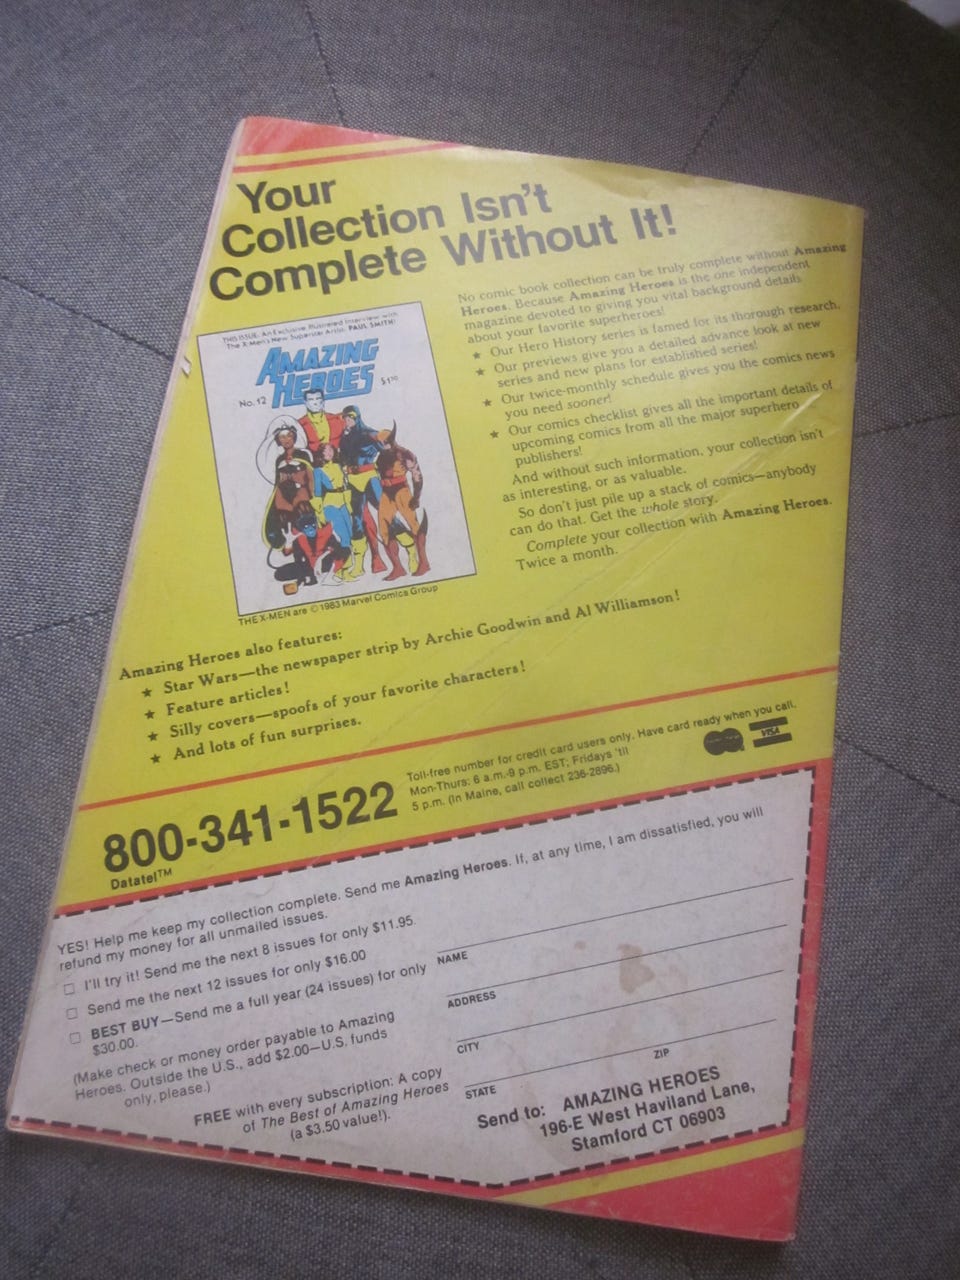 Your
Collection Isn't
Complete Without It!
No comic book collection can be truly complete without Amazing
Heroes. Because Amazing Heroes is the one independent
magazine devoted to giving you vital background details
about your favorite superheroes!
★ Our Hero History series is famed for its thorough research.
★ Our previews give you a detailed advance look at new
series and new plans for established series!
★ Our twice-monthly schedule gives you the comics news
you need sooner!
★ Our comics checklist gives all the important details of
upcoming comics from all the major superhero
publishers!
And without such information, your collection isn't
as interesting, or as valuable.
So don't just pile up a stack of comics—anybody
can do that. Get the whole story.
Complete your collection with Amazing Heroes.
Twice a month.
THIS ISSUE: An Exclusive Illustrated Interview with
The X-Men's New Superstar Artist, PAUL SMITH!
AMAZING
HEROES
No. 12
THE X-MEN are © 1983 Marvel Comics Group
Amazing Heroes also features:
★ Star Wars—the newspaper strip by Archie Goodwin and Al Williamson!
★ Feature articles!
★ Silly covers—spoofs of your favorite characters!
★ And lots of fun surprises.
800-341-1522
Datatel™
Toll-free number for credit card users only. Have card ready when you call.
Mon-Thurs: 6 a.m.-9 p.m. EST; Fridays 'til
5 p.m. (In Maine, call collect 236-2896.)
VISA
YES! Help me keep my collection complete. Send me Amazing Heroes. If, at any time, I am dissatisfied, you will
refund my money for all unmailed issues.
□ I'll try it! Send me the next 8 issues for only $11.95.
□ Send me the next 12 issues for only $16.00
□ BEST BUY—Send me a full year (24 issues) for only
$30.00.
(Make check or money order payable to Amazing
Heroes. Outside the U.S., add $2.00—U.S. funds
only, please.)
FREE with every subscription: A copy
of The Best of Amazing Heroes
(a $3.50 value!).
NAME
ADDRESS
CITY
STATE
ZIP
Send to: AMAZING HEROES
196-E West Haviland Lane,
Stamford CT 06903